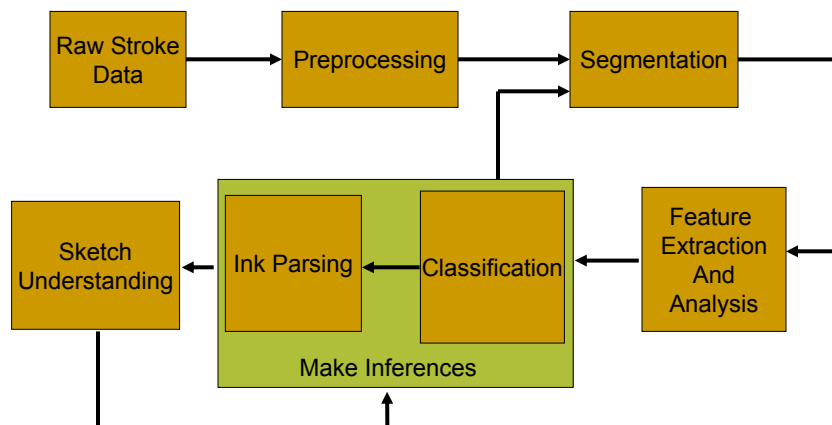 Raw Stroke
Data
Preprocessing
Segmentation
Sketch
Understanding
Ink Parsing
Classification
Feature
Extraction
And
Analysis
Make Inferences